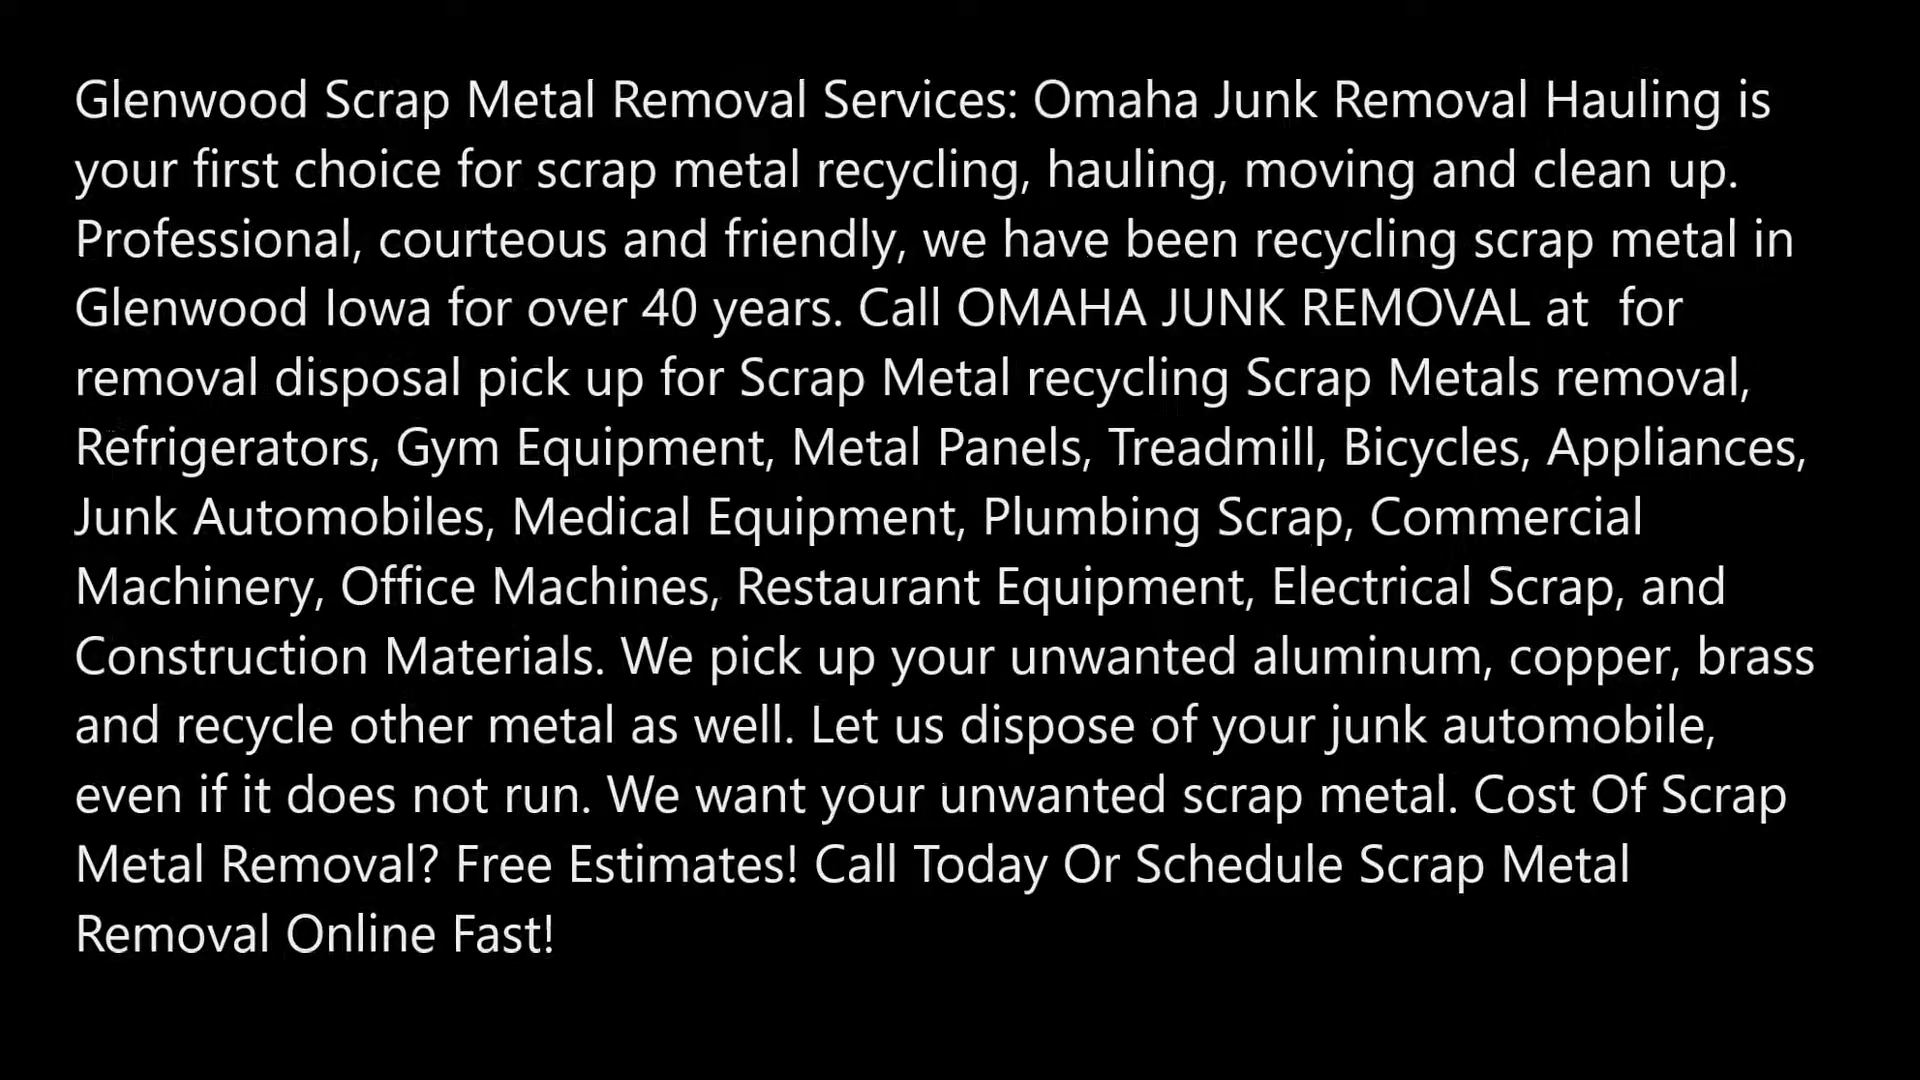 Glenwood Scrap Metal Removal Services: Omaha Junk Removal Hauling is
your first choice for scrap metal recycling, hauling, moving and clean up.
Professional, courteous and friendly, we have been recycling scrap metal in
Glenwood Iowa for over 40 years. Call OMAHA JUNK REMOVAL at  for
removal disposal pick up for Scrap Metal recycling Scrap Metals removal,
Refrigerators, Gym Equipment, Metal Panels, Treadmill, Bicycles, Appliances,
Junk Automobiles, Medical Equipment, Plumbing Scrap, Commercial
Machinery, Office Machines, Restaurant Equipment, Electrical Scrap, and
Construction Materials. We pick up your unwanted aluminum, copper, brass
and recycle other metal as well. Let us dispose of your junk automobile,
even if it does not run. We want your unwanted scrap metal. Cost Of Scrap
Metal Removal? Free Estimates! Call Today Or Schedule Scrap Metal
Removal Online Fast!